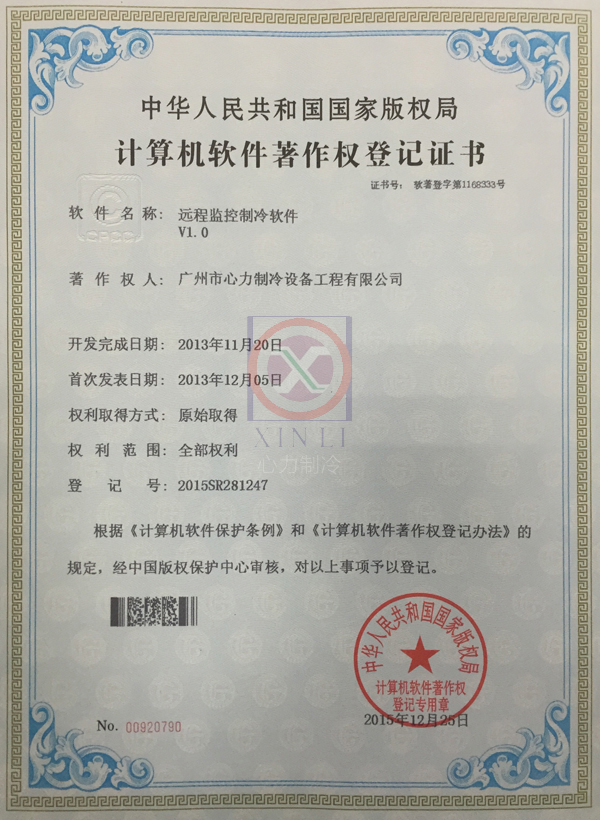 中华人民共和国国家版权局
计算机软件著作权登记证书
证书号： 软著登字第1168333号
软件名称： 远程监控制冷软件
V1.0
CPCC
著作权人： 广州市心力制冷设备工程有限公司
开发完成日期： 2013年11月20日
首次发表日期： 2013年12月05日
权利取得方式： 原始取得
XINLI
权利范围： 全部权利
心力制冷
登记号： 2015SR281247
根据《计算机软件保护条例》和《计算机软件著作权登记办法》的
规定，经中国版权保护中心审核，对以上事项予以登记。
中华人民共和国国家版权局
计算机软件著作权
登记专用章
No. 00920790
2015年12月25日